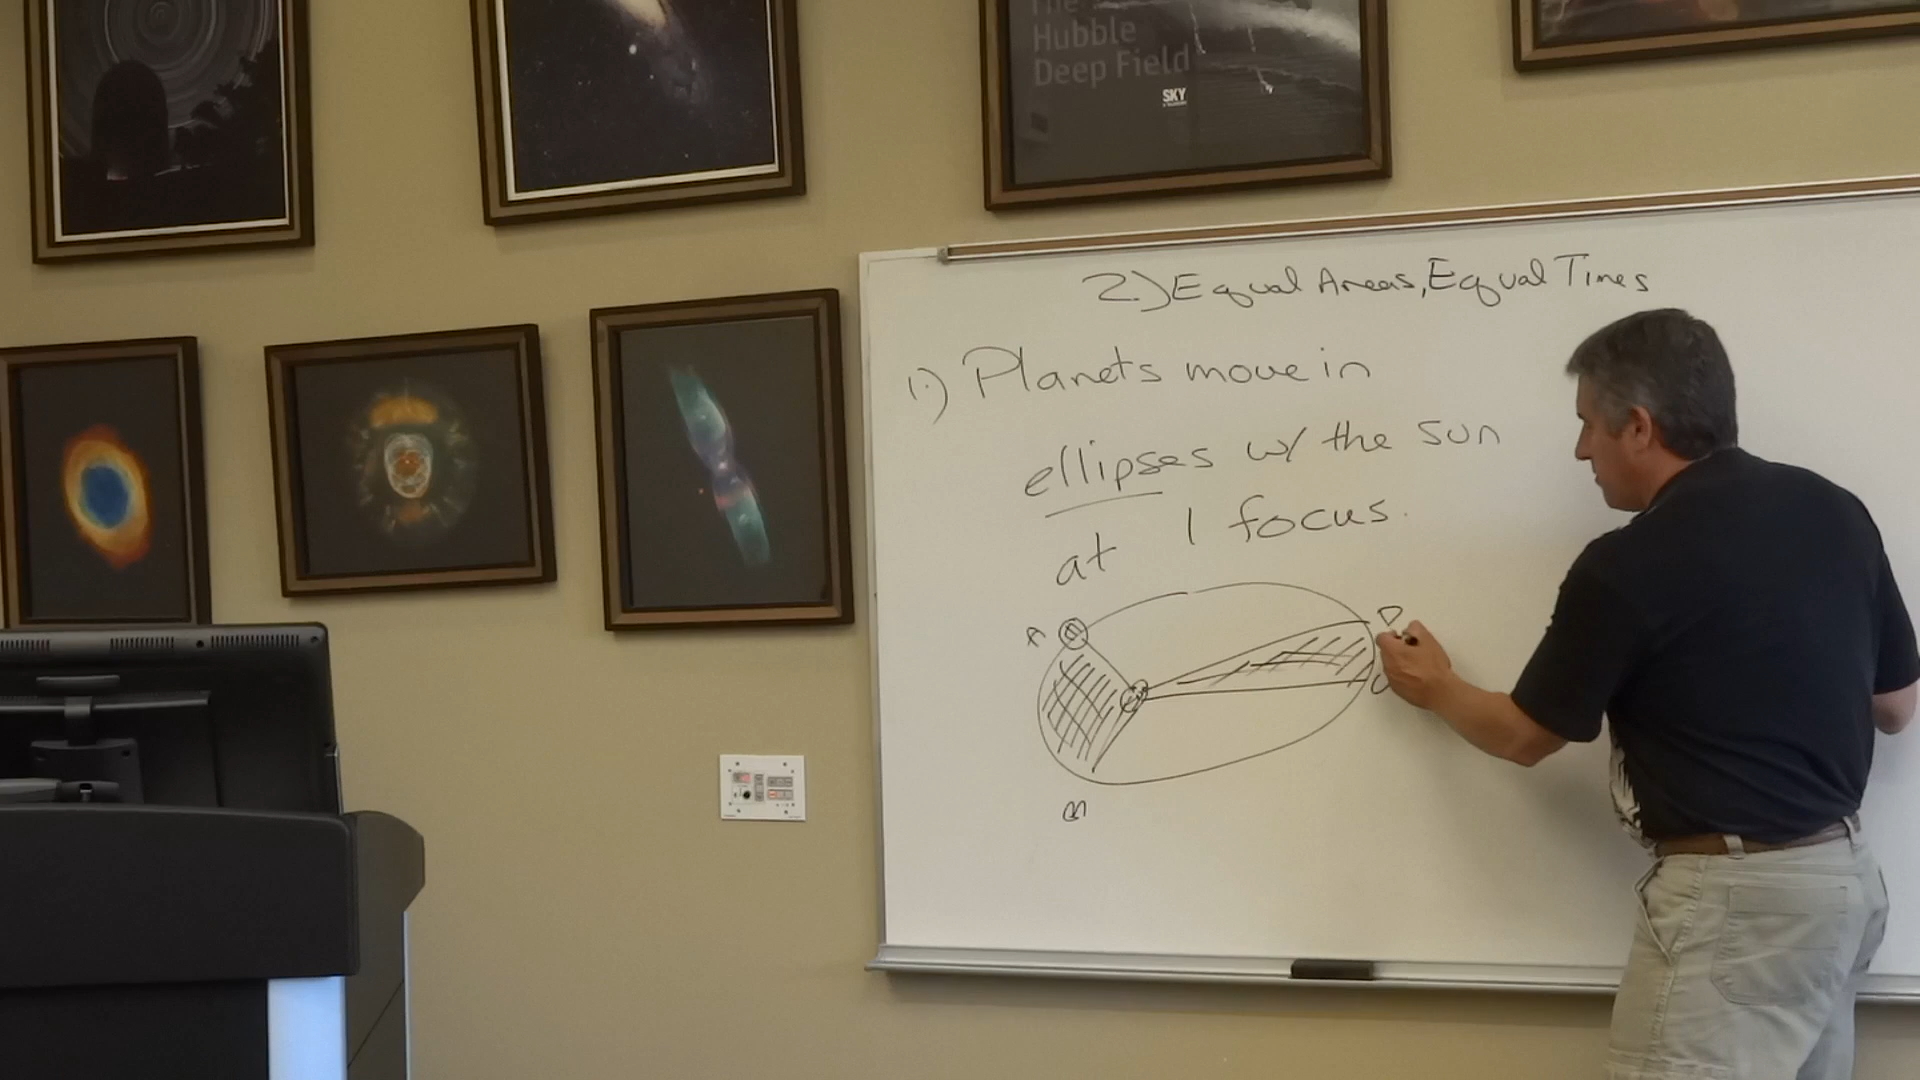 The
Hubble
Deep Field
SKY
2.) Equal Areas, Equal Times
1.) Planets move in
ellipses w/ the sun
at 1 focus.
A
D
C
B